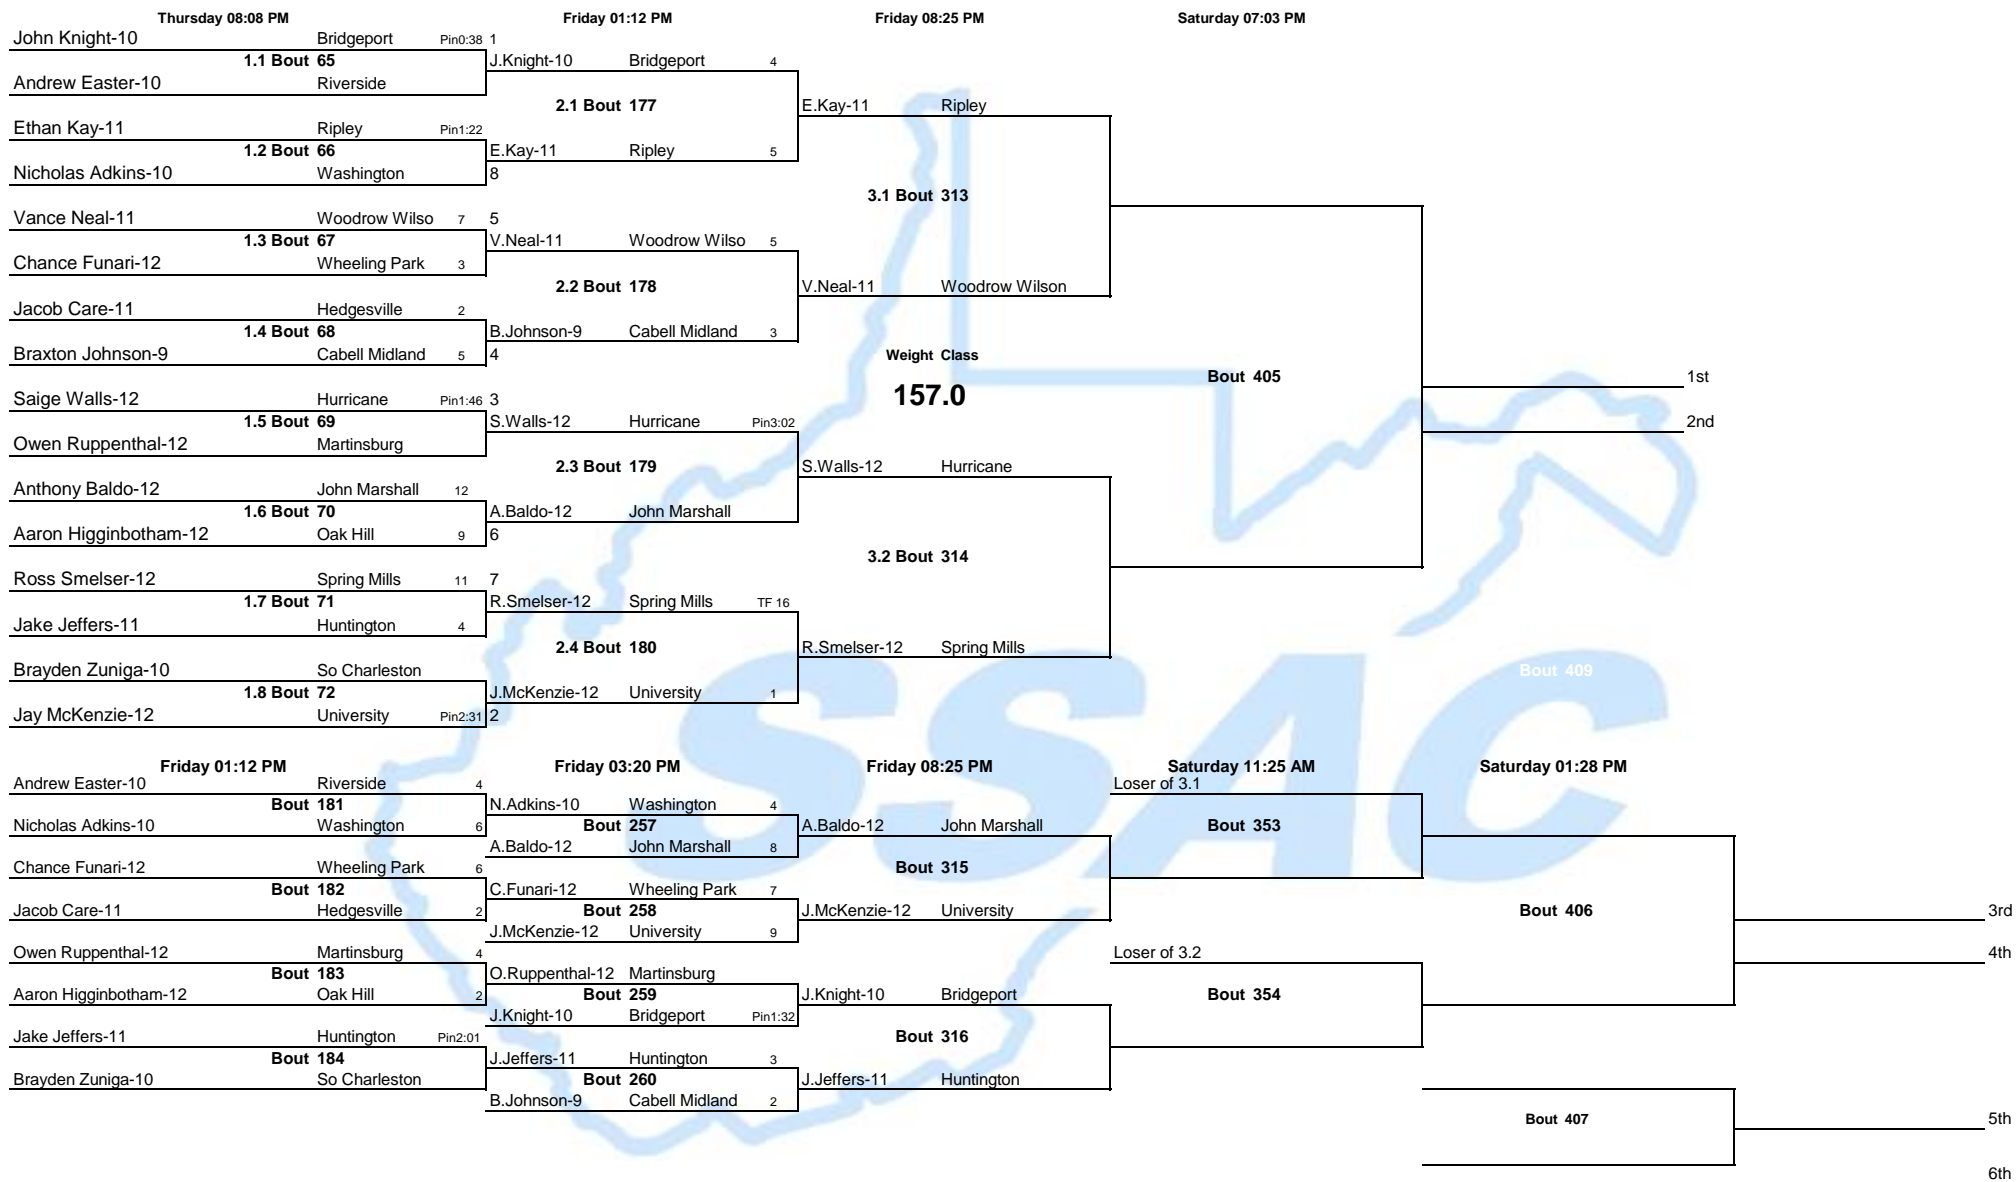 Thursday 08:08 PM Friday 01:12 PM Friday 08:25 PM Saturday 07:03 PM
John Knight-10 Bridgeport Pin0:38 1
1.1 Bout 65 J.Knight-10 Bridgeport 4
Andrew Easter-10 Riverside
2.1 Bout 177 E.Kay-11 Ripley
Ethan Kay-11 Ripley Pin1:22
1.2 Bout 66 E.Kay-11 Ripley 5
Nicholas Adkins-10 Washington 8
3.1 Bout 313
Vance Neal-11 Woodrow Wilso 7 5
1.3 Bout 67 V.Neal-11 Woodrow Wilso 5
Chance Funari-12 Wheeling Park 3
2.2 Bout 178 V.Neal-11 Woodrow Wilson
Jacob Care-11 Hedgesville 2
1.4 Bout 68 B.Johnson-9 Cabell Midland 3
Braxton Johnson-9 Cabell Midland 5 4
Weight Class
Bout 405 1st
157.0
Saige Walls-12 Hurricane Pin1:46 3
1.5 Bout 69 S.Walls-12 Hurricane Pin3:02 2nd
Owen Ruppenthal-12 Martinsburg
2.3 Bout 179 S.Walls-12 Hurricane
Anthony Baldo-12 John Marshall 12
1.6 Bout 70 A.Baldo-12 John Marshall
Aaron Higginbotham-12 Oak Hill 9 6
3.2 Bout 314
Ross Smelser-12 Spring Mills 11 7
1.7 Bout 71 R.Smelser-12 Spring Mills TF 16
Jake Jeffers-11 Huntington 4
2.4 Bout 180 R.Smelser-12 Spring Mills
Brayden Zuniga-10 So Charleston Bout 409
1.8 Bout 72 J.McKenzie-12 University 1
Jay McKenzie-12 University Pin2:31 2
SSAC
Friday 01:12 PM Friday 03:20 PM Friday 08:25 PM Saturday 11:25 AM Saturday 01:28 PM
Andrew Easter-10 Riverside 4 Loser of 3.1
Bout 181 N.Adkins-10 Washington 4
Nicholas Adkins-10 Washington 6 Bout 257 A.Baldo-12 John Marshall Bout 353
A.Baldo-12 John Marshall 8
Chance Funari-12 Wheeling Park 6 Bout 315
Bout 182 C.Funari-12 Wheeling Park 7
Jacob Care-11 Hedgesville 2 Bout 258 J.McKenzie-12 University Bout 406 3rd
J.McKenzie-12 University 9
Owen Ruppenthal-12 Martinsburg 4 Loser of 3.2 4th
Bout 183 O.Ruppenthal-12 Martinsburg
Aaron Higginbotham-12 Oak Hill 2 Bout 259 J.Knight-10 Bridgeport Bout 354
J.Knight-10 Bridgeport Pin1:32
Jake Jeffers-11 Huntington Pin2:01 Bout 316
Bout 184 J.Jeffers-11 Huntington 3
Brayden Zuniga-10 So Charleston Bout 260 J.Jeffers-11 Huntington
B.Johnson-9 Cabell Midland 2
Bout 407 5th
6th